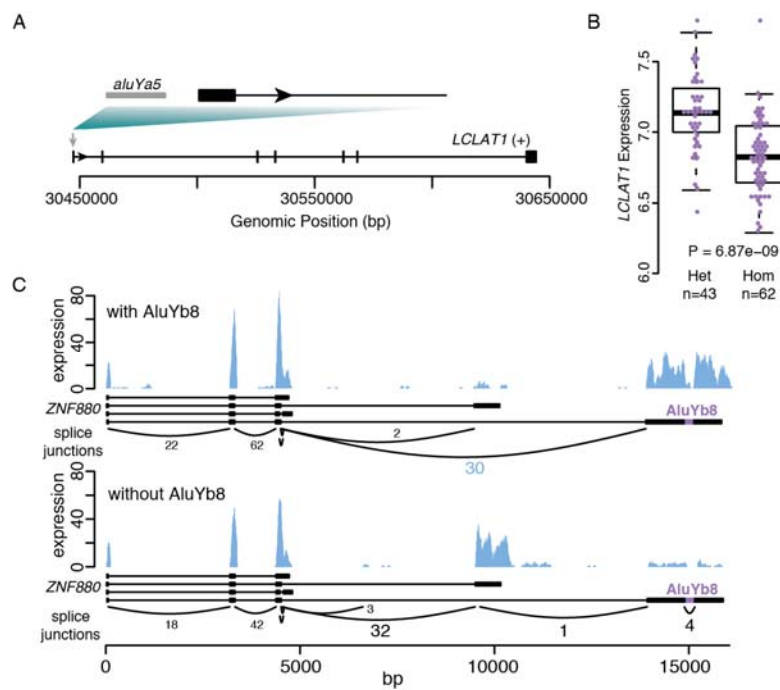 A
aluYa5
LCLAT1 (+)
30450000 30550000 30650000
Genomic Position (bp)
B
LCLAT1 Expression
6.0 6.5 7.0 7.5
P = 6.87e−09
Het Hom
n=43 n=62
C
expression
0 20 40 60 80
with AluYb8
ZNF880
AluYb8
splice
junctions
22 62 2 30
expression
0 40 80
without AluYb8
ZNF880
AluYb8
splice
junctions
18 42 3 32 1 4
0 5000 10000 15000
bp